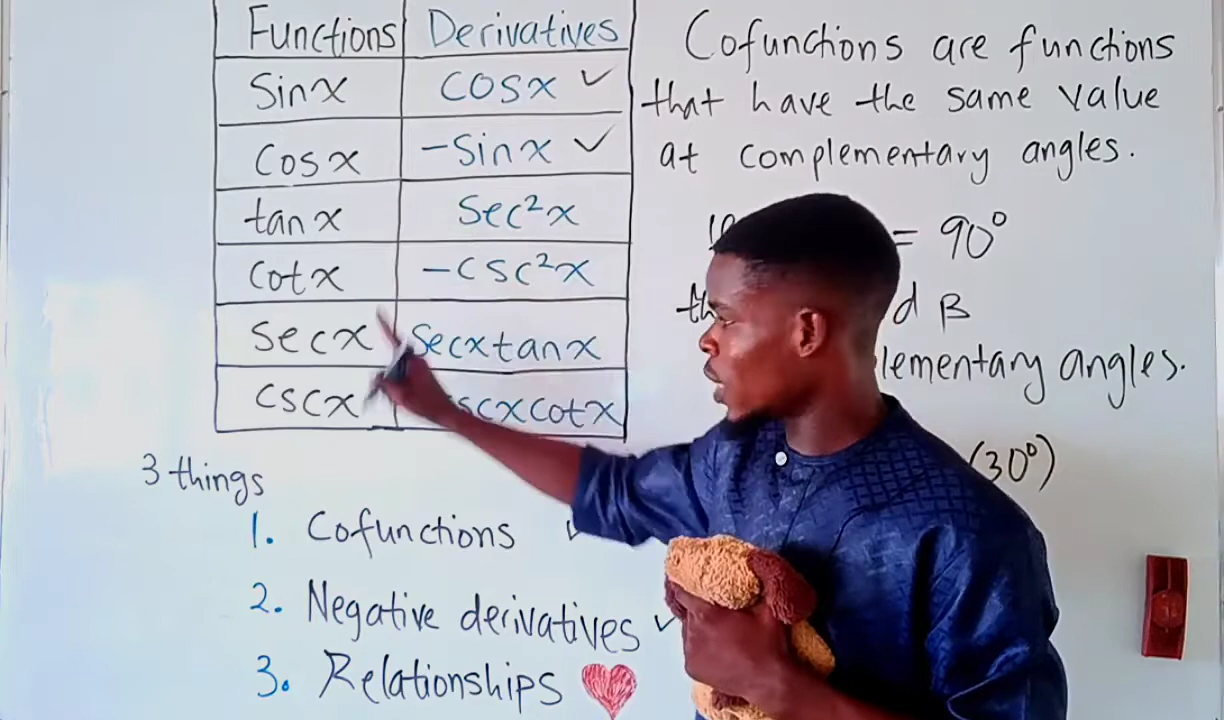 Functions Derivatives
Sinx Cosx ✓
Cosx -Sinx ✓
tanx Sec²x
Cotx -csc²x
Secx Secxtanx
CSCX scxcotx
3 things
1. Cofunctions
2. Negative derivatives ✓
3. Relationships
Cofunctions are functions
that have the same value
at complementary angles.
= 90°
β
lementary angles.
(30°)